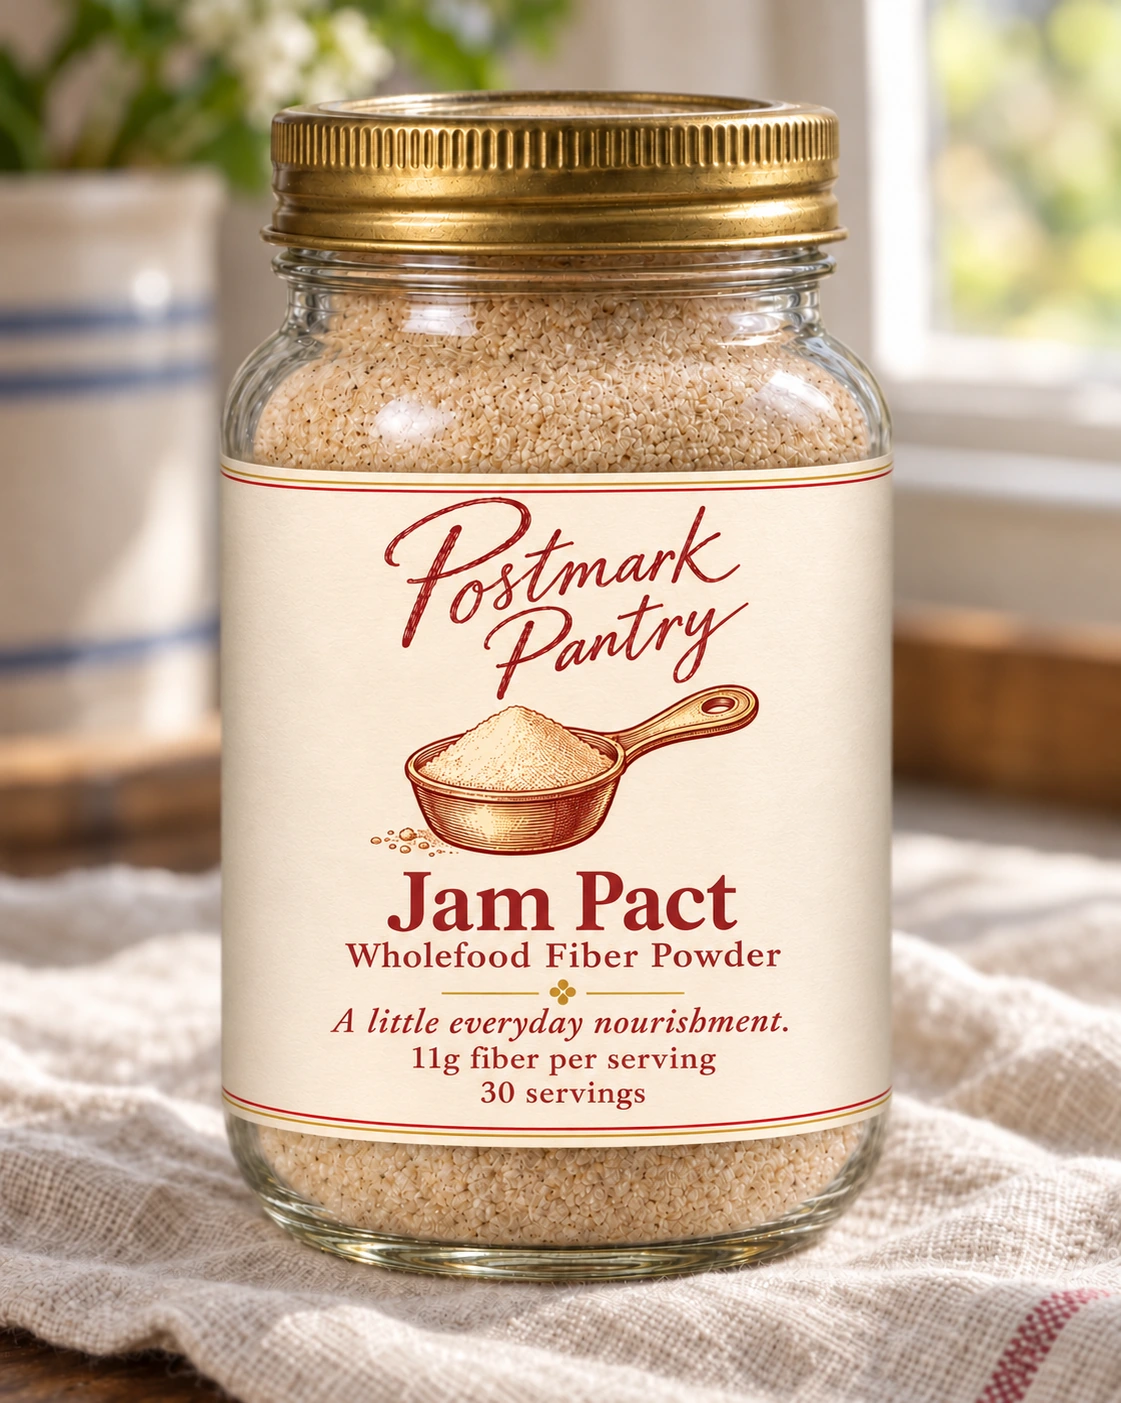 Postmark
Pantry
Jam Pact
Wholefood Fiber Powder
A little everyday nourishment.
11g fiber per serving
30 servings